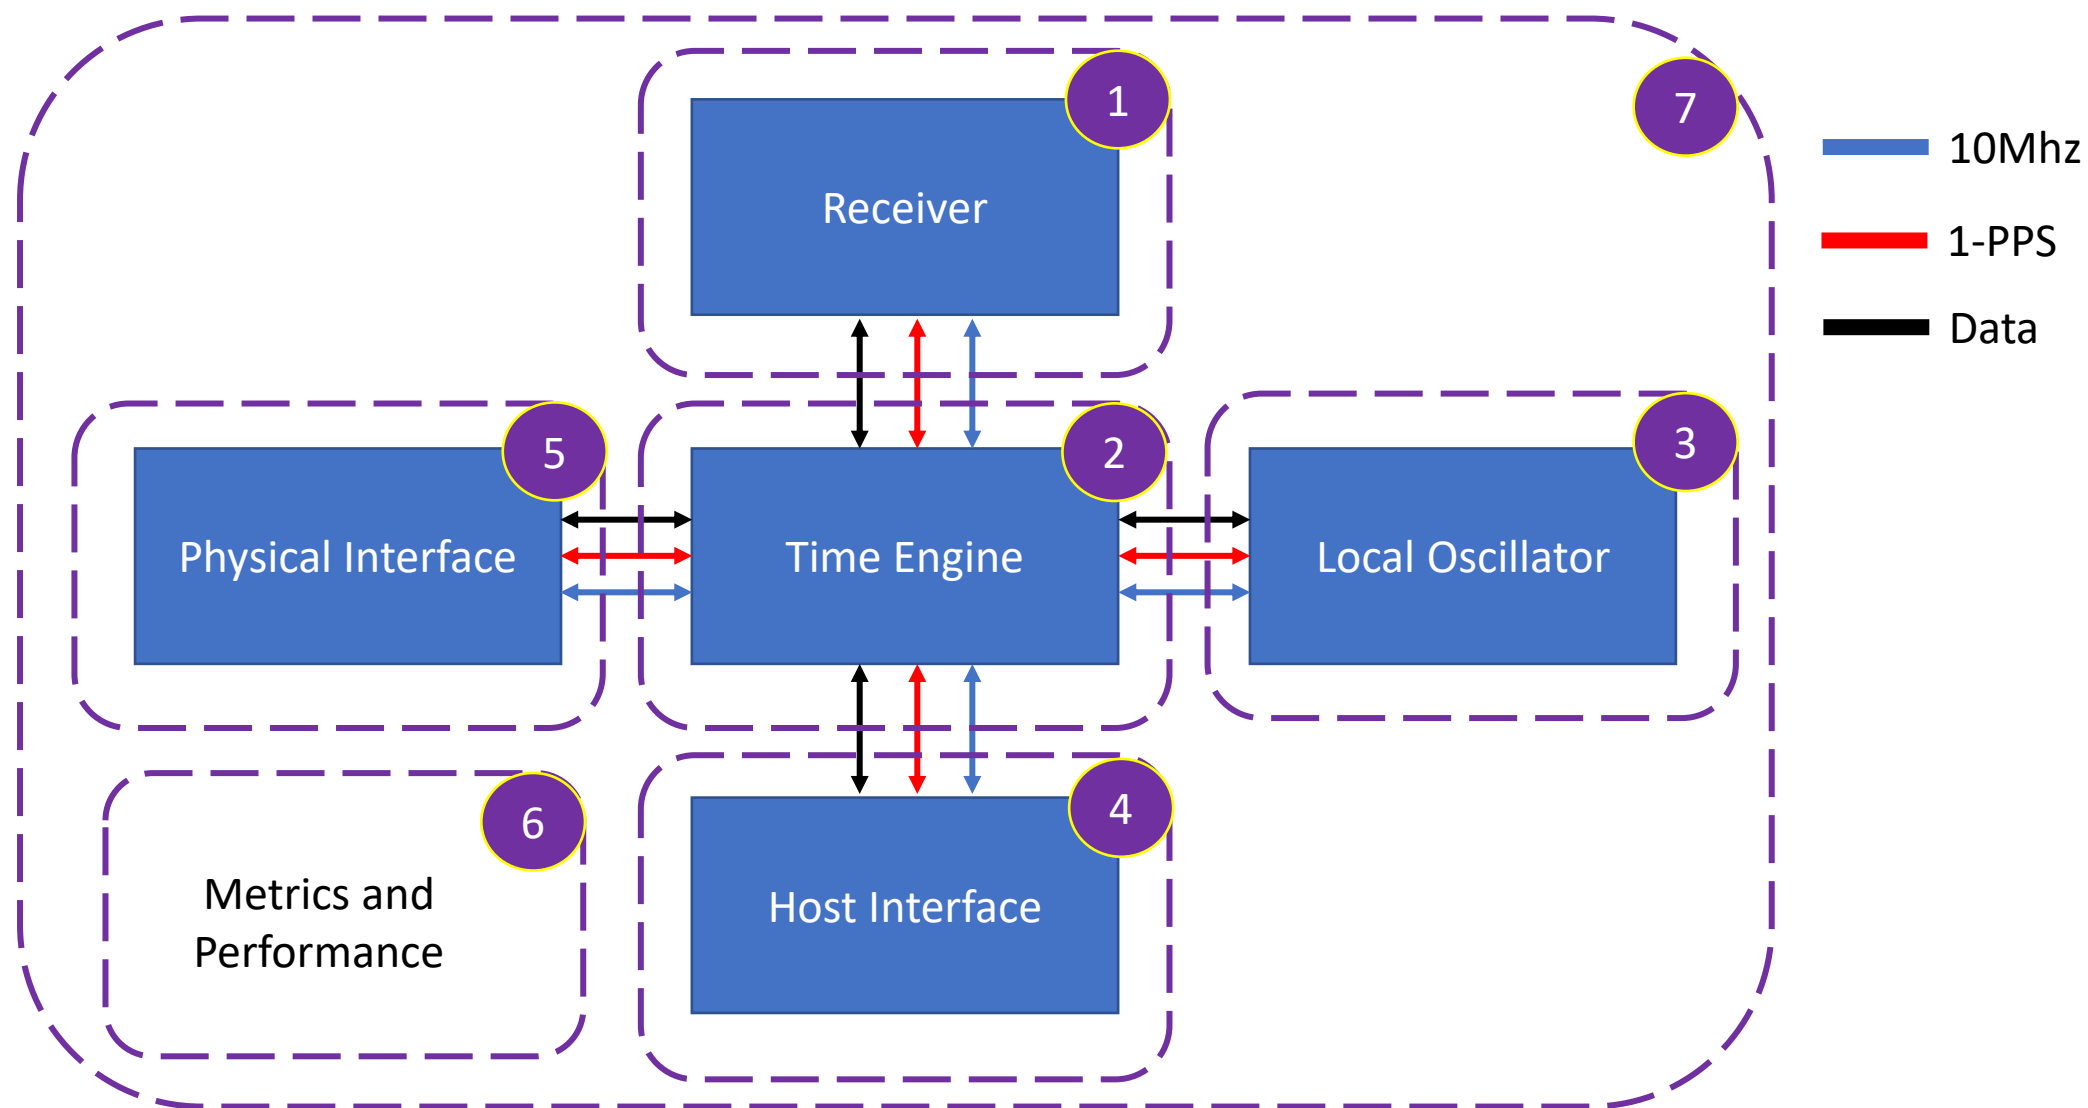 1
7
10Mhz
Receiver
1-PPS
Data
5
2
3
Physical Interface
Time Engine
Local Oscillator
6
4
Metrics and
Performance
Host Interface